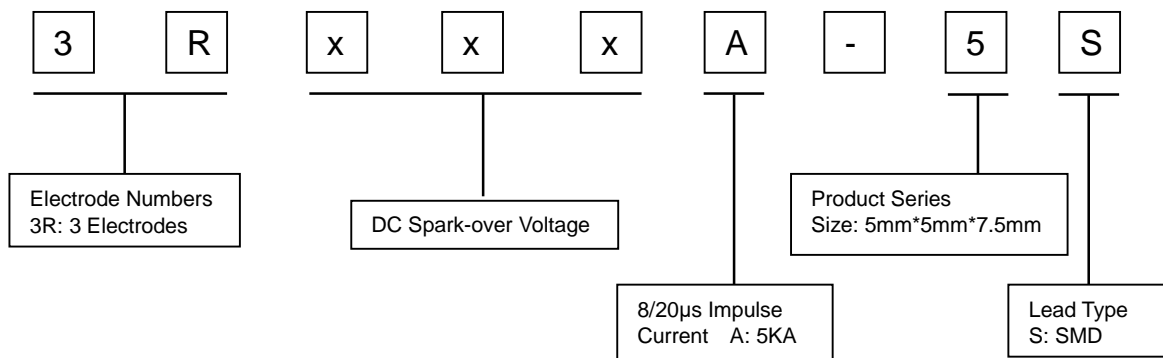 3 R x x x A - 5 S
Electrode Numbers
3R: 3 Electrodes
DC Spark-over Voltage
8/20µs Impulse
Current A: 5KA
Product Series
Size: 5mm*5mm*7.5mm
Lead Type
S: SMD